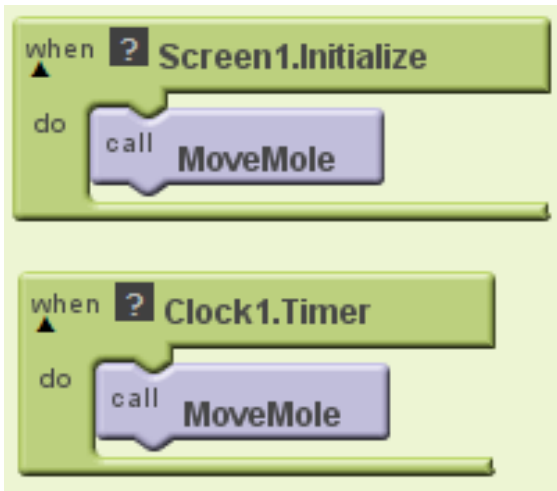 when ? Screen1.Initialize
do
call MoveMole
when ? Clock1.Timer
do
call MoveMole